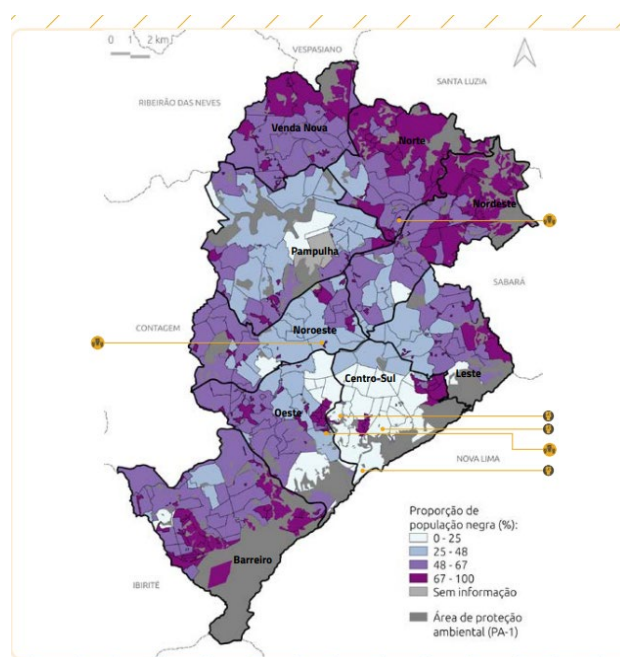 0 1 2 km
VESPASIANO
SANTA LUZIA
RIBEIRÃO DAS NEVES
Venda Nova
Norte
Nordeste
Pampulha
SABARÁ
CONTAGEM
Noroeste
Centro-Sul
Leste
Oeste
NOVA LIMA
Proporção de
população negra (%):
0 - 25
25 - 48
48 - 67
67 - 100
Sem informação
Área de proteção
ambiental (PA-1)
Barreiro
IBIRITÉ